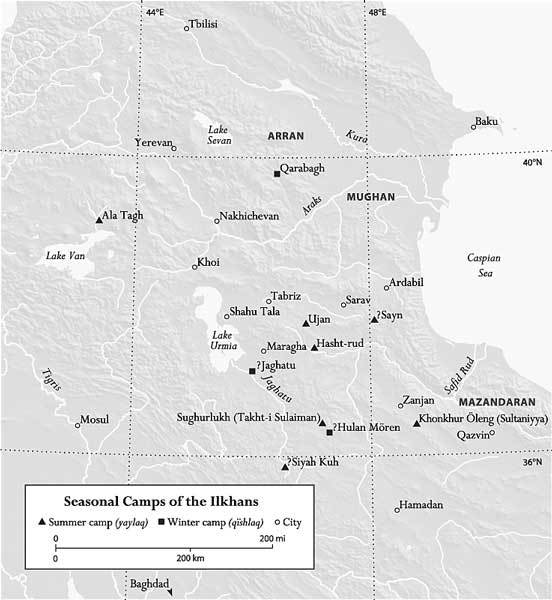 44°E
48°E
Tbilisi
Baku
Lake
Sevan
ARRAN
Kura
Yerevan
40°N
Qarabagh
MUGHAN
Araks
Ala Tagh
Nakhichevan
Lake Van
Khoi
Caspian
Sea
Ardabil
Tabriz
Sarav
Shahu Tala
Ujan
?Sayn
Lake
Urmia
Maragha
Hasht-rud
?Jaghatu
Jaghatu
Tigris
Safid Rud
MAZANDARAN
Zanjan
Mosul
Sughurlukh (Takht-i Sulaiman)
?Hulan Mören
Khonkhur Öleng (Sultaniyya)
Qazvin
36°N
?Siyah Kuh
Hamadan
Seasonal Camps of the Ilkhans
Summer camp (yaylaq) Winter camp (qïshlaq) City
0 200 mi
0 200 km
Baghdad